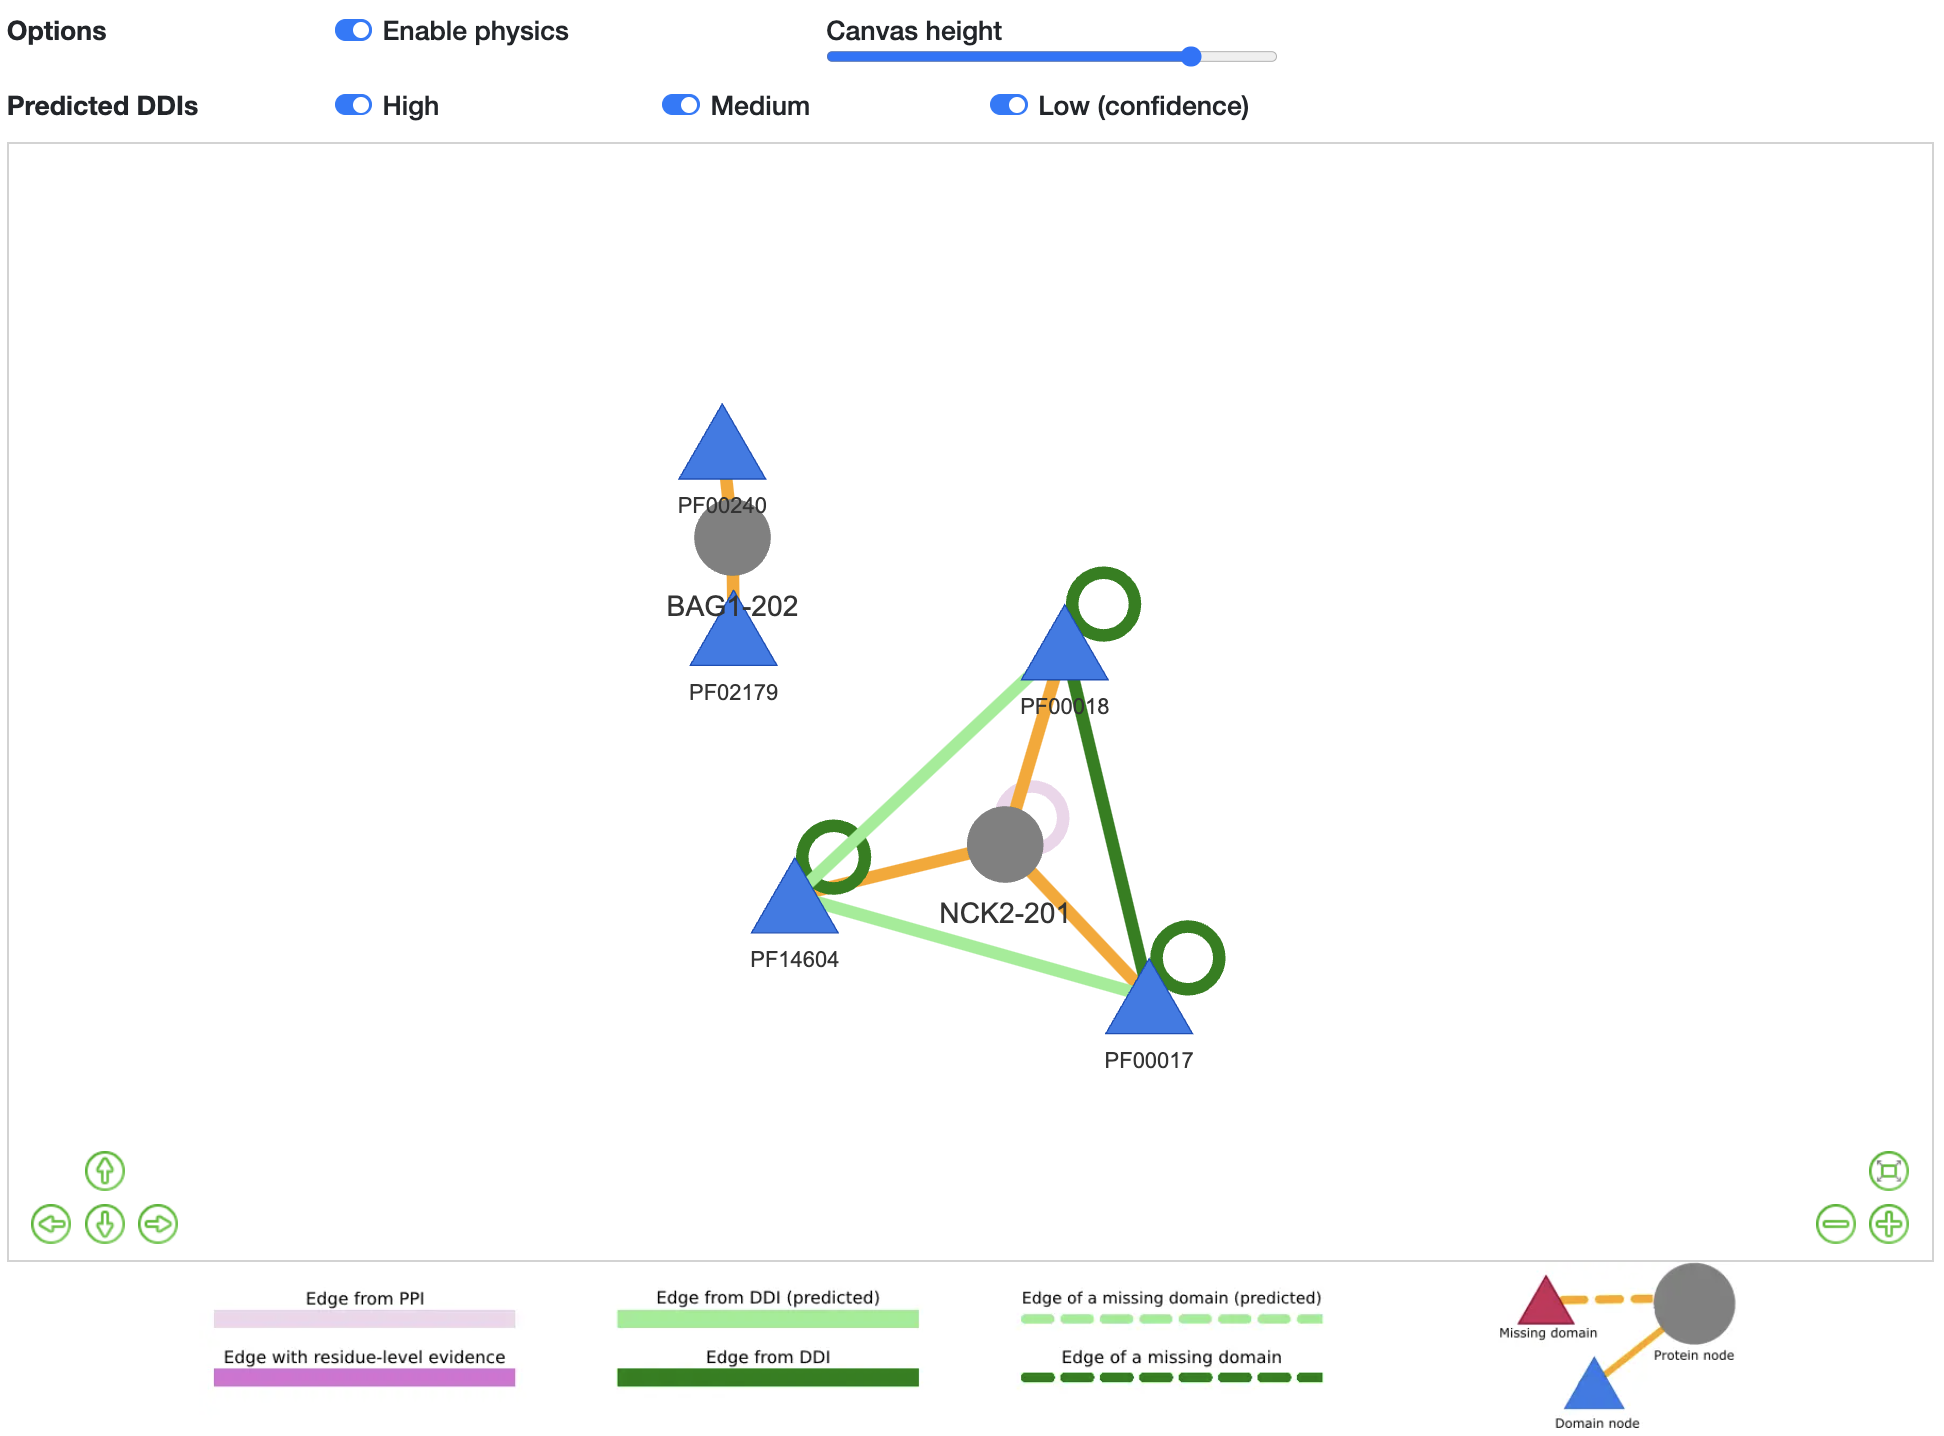 Options
Enable physics
Canvas height
Predicted DDIs
High
Medium
Low (confidence)
PF00240
BAG1-202
PF02179
PF00018
NCK2-201
PF14604
PF00017
Edge from PPI
Edge from DDI (predicted)
Edge of a missing domain (predicted)
Missing domain
Protein node
Edge with residue-level evidence
Edge from DDI
Edge of a missing domain
Domain node